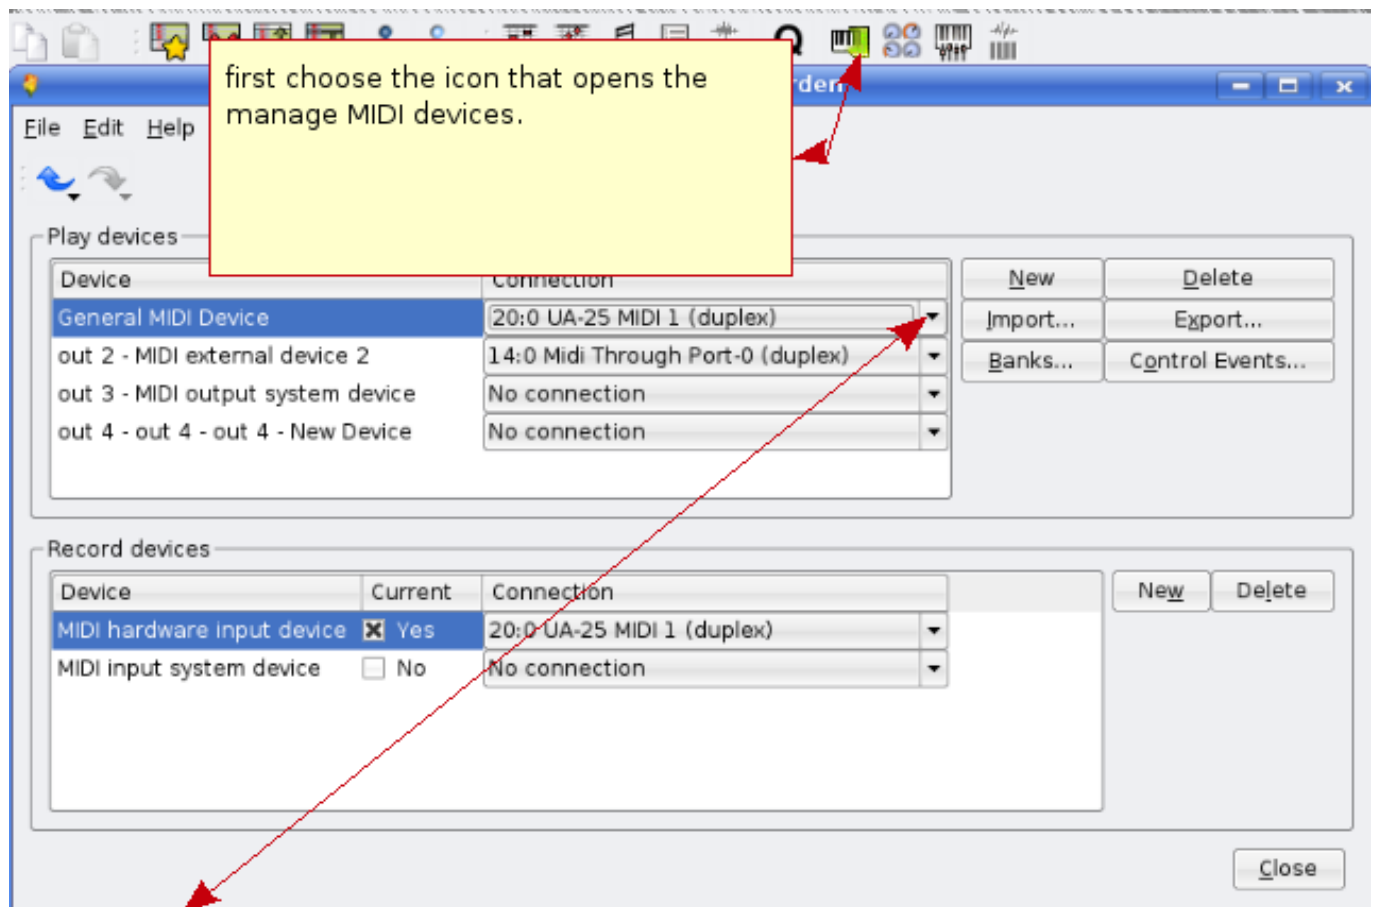 first choose the icon that opens the
manage MIDI devices.
File Edit Help
Play devices
Device Connection New Delete
General MIDI Device 20:0 UA-25 MIDI 1 (duplex) Import... Export...
out 2 - MIDI external device 2 14:0 Midi Through Port-0 (duplex) Banks... Control Events...
out 3 - MIDI output system device No connection
out 4 - out 4 - out 4 - New Device No connection
Record devices
Device Current Connection New Delete
MIDI hardware input device Yes 20:0 UA-25 MIDI 1 (duplex)
MIDI input system device No No connection
Close